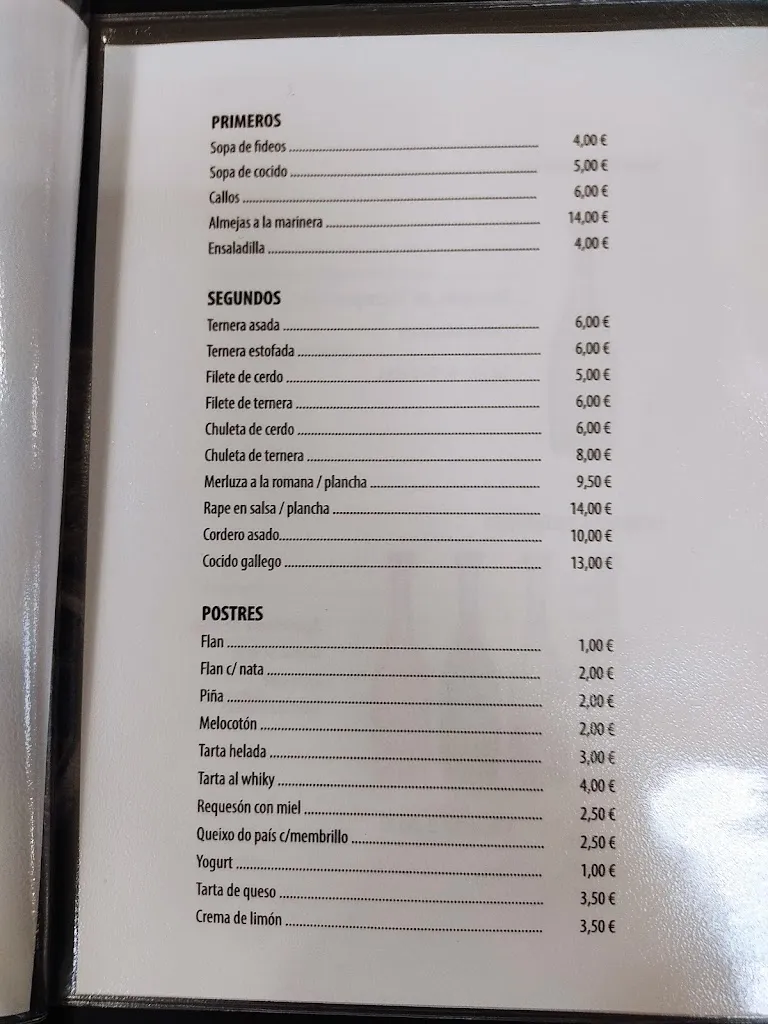 PRIMEROS
Sopa de fideos 4,00 €
Sopa de cocido 5,00 €
Callos 6,00 €
Almejas a la marinera 14,00 €
Ensaladilla 4,00 €
SEGUNDOS
Ternera asada 6,00 €
Ternera estofada 6,00 €
Filete de cerdo 5,00 €
Filete de ternera 6,00 €
Chuleta de cerdo 6,00 €
Chuleta de ternera 8,00 €
Merluza a la romana / plancha 9,50 €
Rape en salsa / plancha 14,00 €
Cordero asado 10,00 €
Cocido gallego 13,00 €
POSTRES
Flan 1,00 €
Flan c/ nata 2,00 €
Piña 2,00 €
Melocotón 2,00 €
Tarta helada 3,00 €
Tarta al whiky 4,00 €
Requesón con miel 2,50 €
Queixo do país c/membrillo 2,50 €
Yogurt 1,00 €
Tarta de queso 3,50 €
Crema de limón 3,50 €